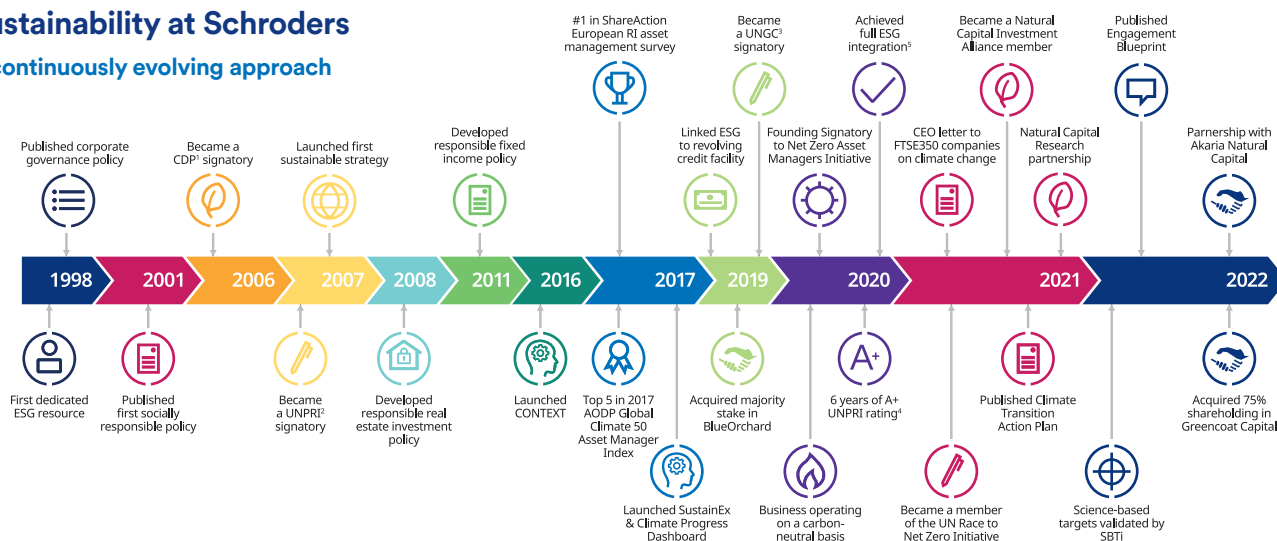 ustainability at Schroders
continuously evolving approach
#1 in ShareAction
European RI asset
management survey
Became
a UNGC³
signatory
Achieved
full ESG
integration⁵
Became a Natural
Capital Investment
Alliance member
Published
Engagement
Blueprint
Published corporate
governance policy
Became a
CDP¹ signatory
Launched first
sustainable strategy
Developed
responsible fixed
income policy
Linked ESG
to revolving
credit facility
Founding Signatory
to Net Zero Asset
Managers Initiative
CEO letter to
FTSE350 companies
on climate change
Natural Capital
Research
partnership
Parnership with
Akaria Natural
Capital
1998
2001
2006
2007
2008
2011
2016
2017
2019
2020
2021
2022
A+
First dedicated
ESG resource
Published
first socially
responsible policy
Became
a UNPRI²
signatory
Developed
responsible real
estate investment
policy
Launched
CONTEXT
Top 5 in 2017
AODP Global
Climate 50
Asset Manager
Index
Acquired majority
stake in
BlueOrchard
6 years of A+
UNPRI rating⁴
Published Climate
Transition
Action Plan
Acquired 75%
shareholding in
Greencoat Capital
Launched SustainEx
& Climate Progress
Dashboard
Business operating
on a carbon-
neutral basis
Became a member
of the UN Race to
Net Zero Initiative
Science-based
targets validated by
SBTi